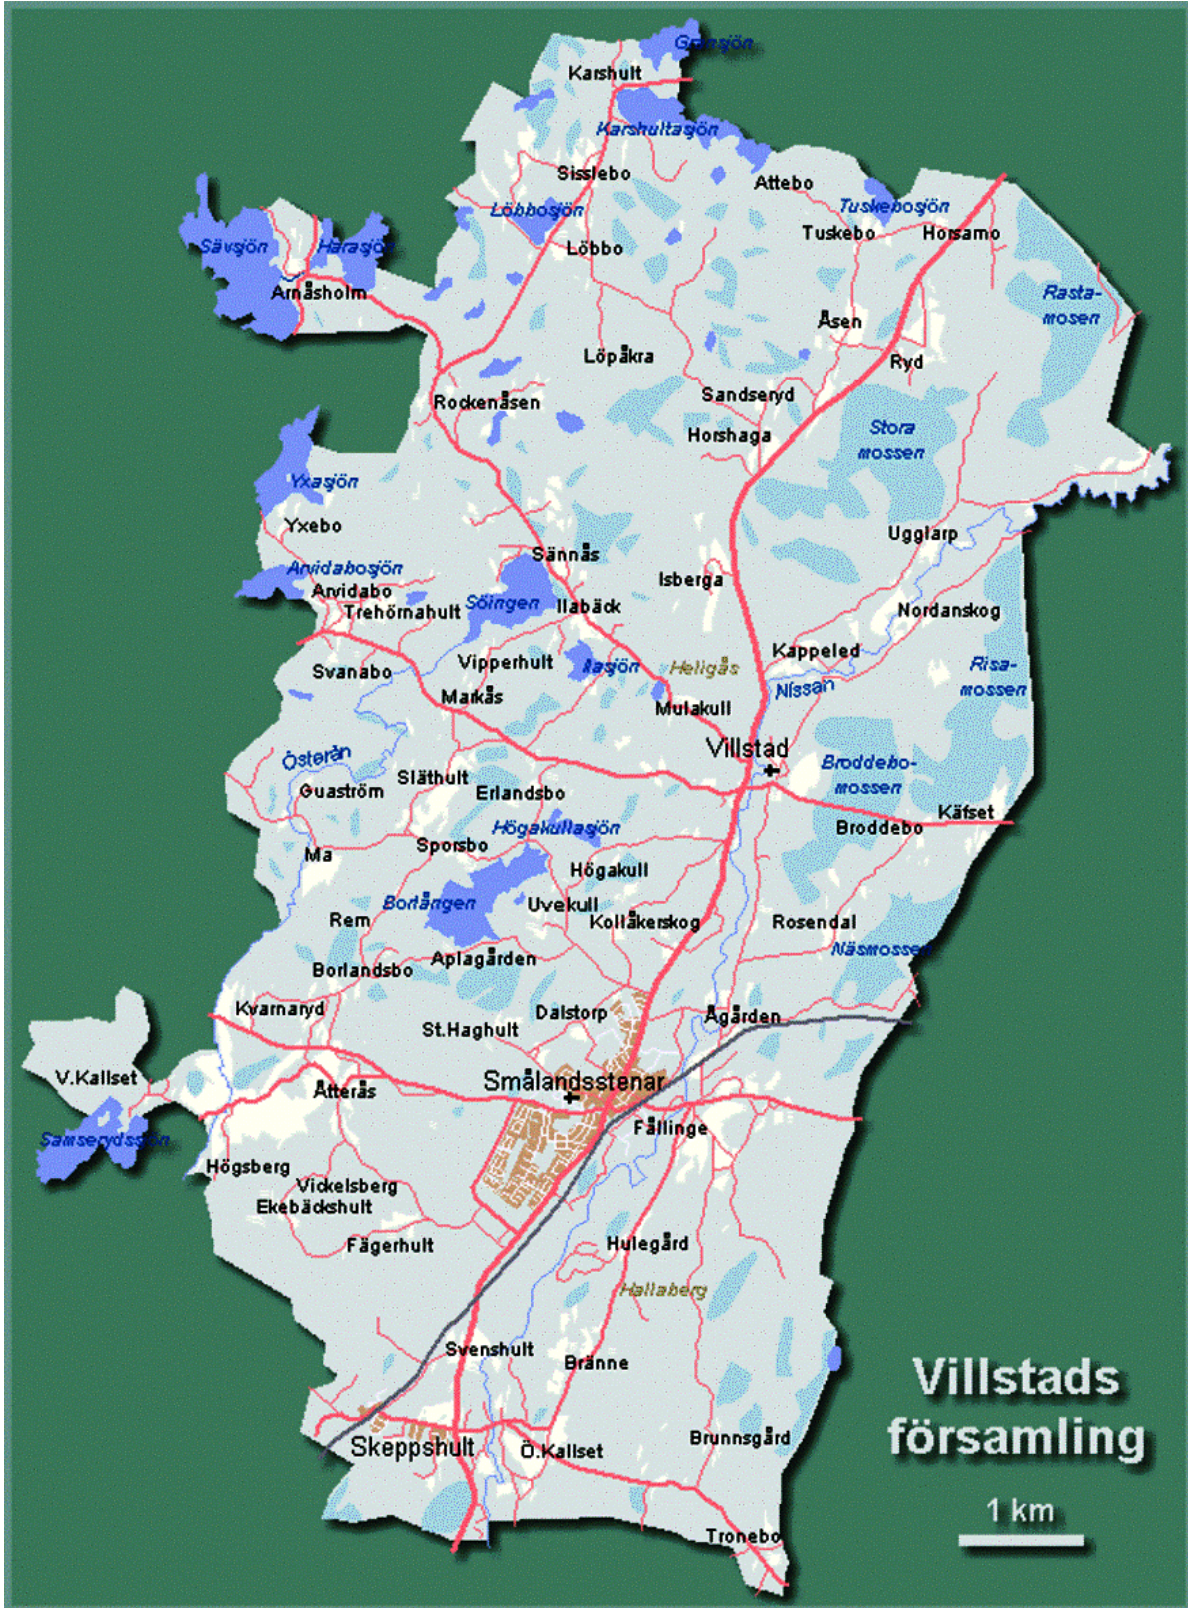 Gransjön
Karshult
Karshultasjön
Sisslebo
Attebo
Löbbosjön
Tuskebosjön
Tuskebo
Horsamo
Sävsjön
Harasjön
Löbbo
Arnåsholm
Rasta-
mosen
Åsen
Löpåkra
Ryd
Sandseryd
Rockenåsen
Horshaga
Stora
mossen
Yxasjön
Yxebo
Ugglarp
Sännås
Arvidabosjön
Isberga
Arvidabo
Söingen
Ilabäck
Trehörnahult
Nordanskog
Kappeled
Vipperhult
Ilasjön
Heligås
Svanabo
Risa-
mossen
Nissan
Markås
Mulakull
Villstad
Österån
Broddebo-
mossen
Släthult
Guaström
Erlandsbo
Käfset
Högakullasjön
Broddebo
Sporsbo
Ma
Högakull
Borlången
Uvekull
Rem
Kollåkerskog
Rosendal
Näsmossen
Aplagården
Borlandsbo
Kvarnaryd
Dalstorp
Ågården
St.Haghult
V.Kallset
Smålandsstenar
Åtterås
Fållinge
Samserydssjön
Högsberg
Vickelsberg
Ekebäckshult
Fägerhult
Hulegård
Hallaberg
Svenshult
Bränne
Villstads
församling
Brunnsgård
Skeppshult
Ö.Kallset
1 km
Tronebo